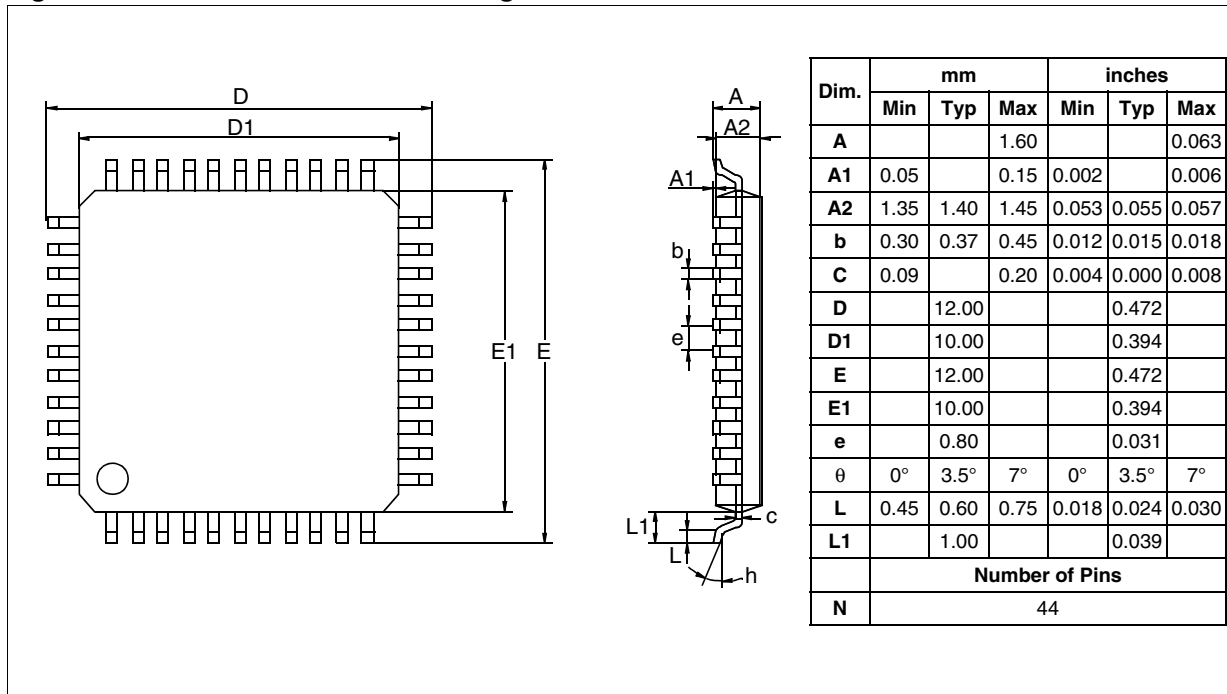 D
D1
A
A2
A1
b
e
E1
E
c
L1
L
h
Dim. mm inches
Min Typ Max Min Typ Max
A 1.60 0.063
A1 0.05 0.15 0.002 0.006
A2 1.35 1.40 1.45 0.053 0.055 0.057
b 0.30 0.37 0.45 0.012 0.015 0.018
C 0.09 0.20 0.004 0.000 0.008
D 12.00 0.472
D1 10.00 0.394
E 12.00 0.472
E1 10.00 0.394
e 0.80 0.031
θ 0° 3.5° 7° 0° 3.5° 7°
L 0.45 0.60 0.75 0.018 0.024 0.030
L1 1.00 0.039
Number of Pins
N 44